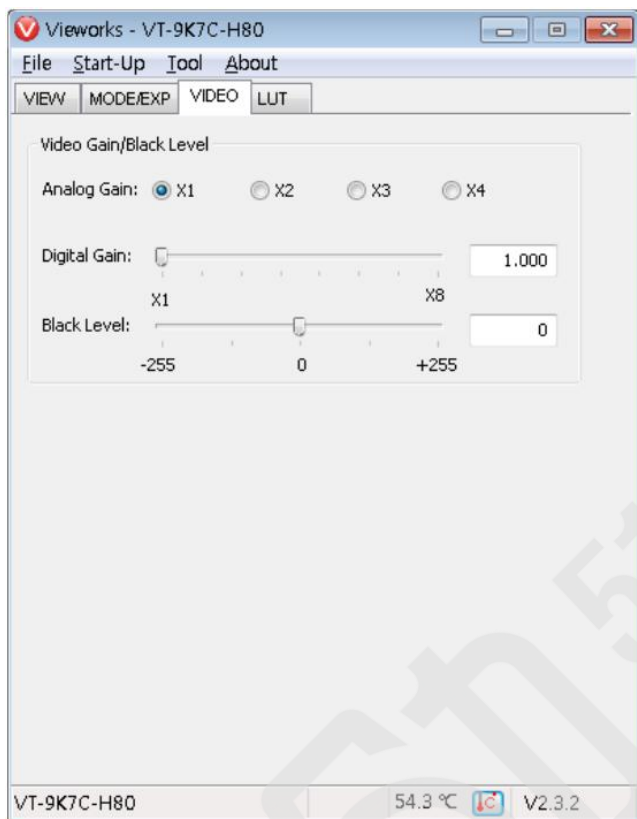 Vieworks - VT-9K7C-H80
File Start-Up Tool About
VIEW MODE/EXP VIDEO LUT
Video Gain/Black Level
Analog Gain: X1 X2 X3 X4
Digital Gain: 1.000
X1 X8
Black Level: 0
-255 0 +255
VT-9K7C-H80 54.3 ℃ C V2.3.2